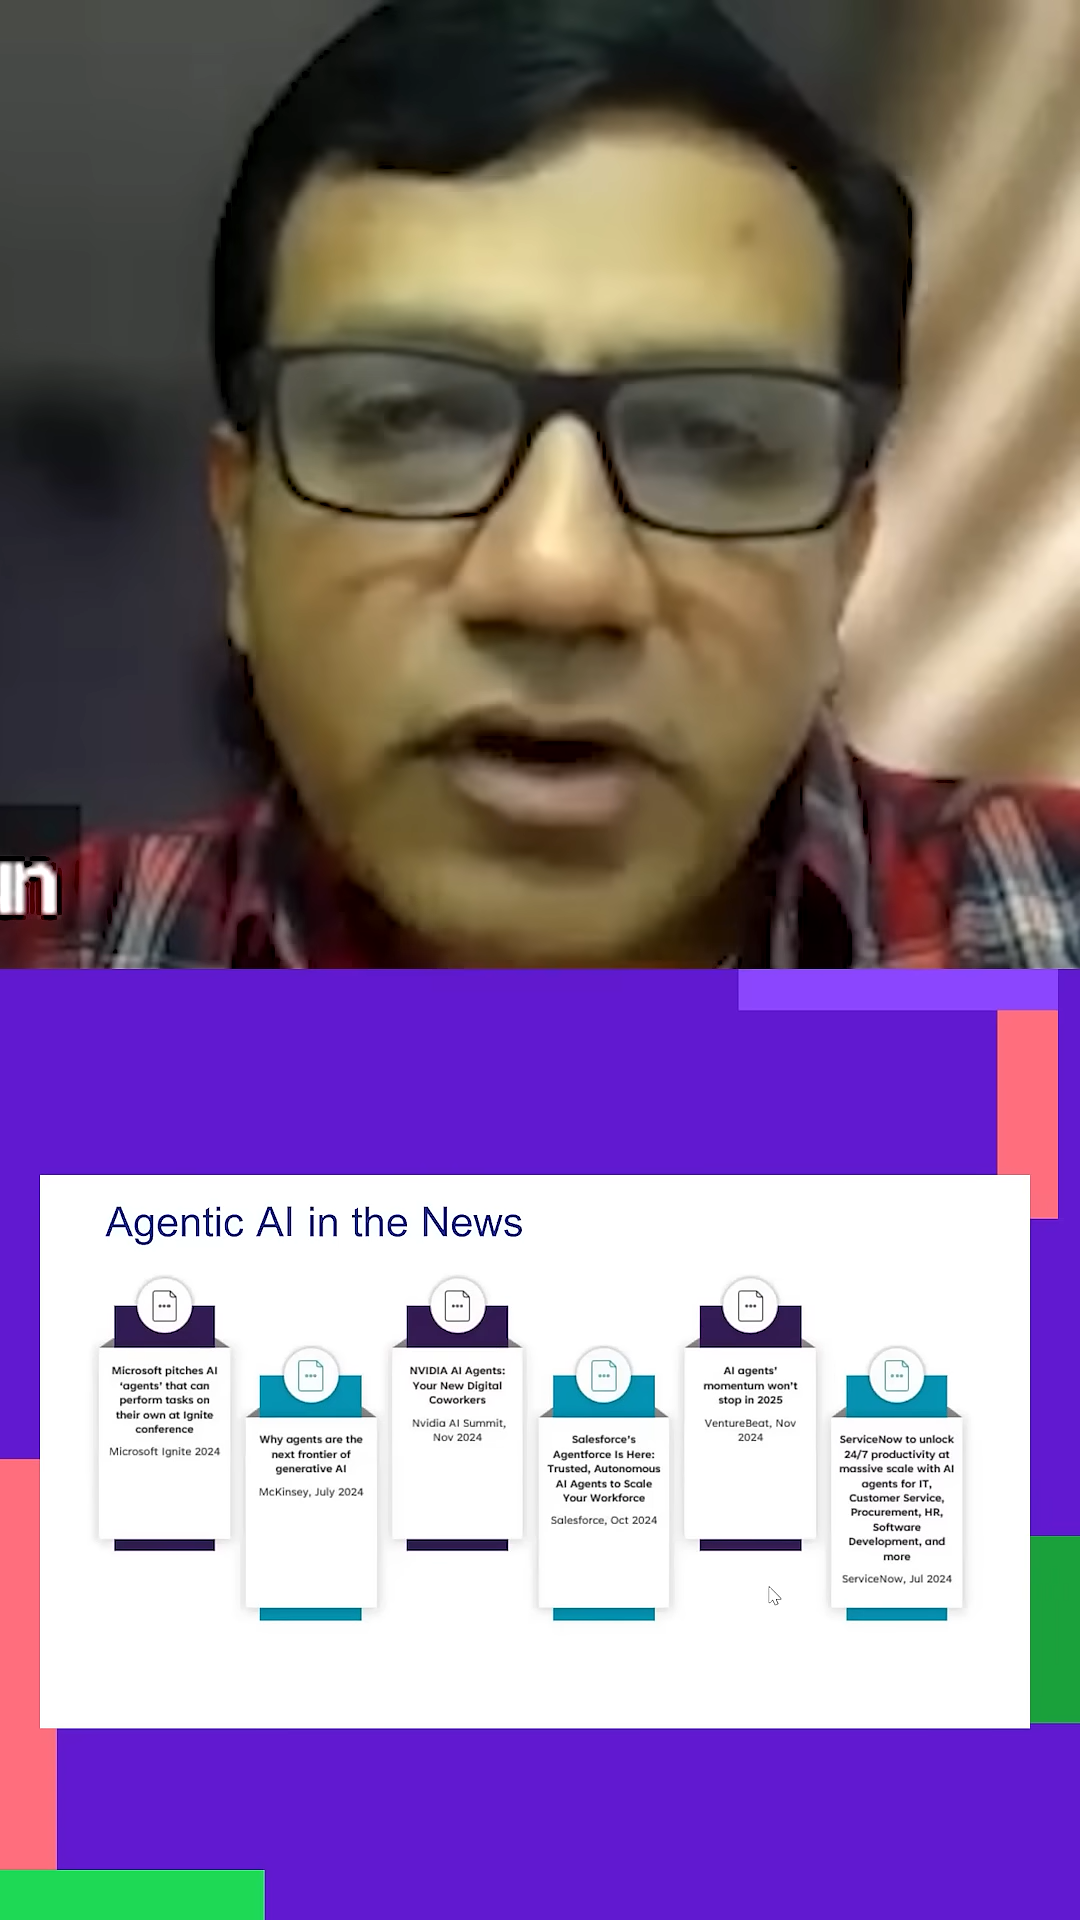 Agentic AI in the News
Microsoft pitches AI
‘agents’ that can
perform tasks on
their own at Ignite
conference
Microsoft Ignite 2024
Why agents are the
next frontier of
generative AI
McKinsey, July 2024
NVIDIA AI Agents:
Your New Digital
Coworkers
Nvidia AI Summit,
Nov 2024
Salesforce's
Agentforce Is Here:
Trusted, Autonomous
AI Agents to Scale
Your Workforce
Salesforce, Oct 2024
AI agents’
momentum won’t
stop in 2025
VentureBeat, Nov
2024
ServiceNow to unlock
24/7 productivity at
massive scale with AI
agents for IT,
Customer Service,
Procurement, HR,
Software
Development, and
more
ServiceNow, Jul 2024